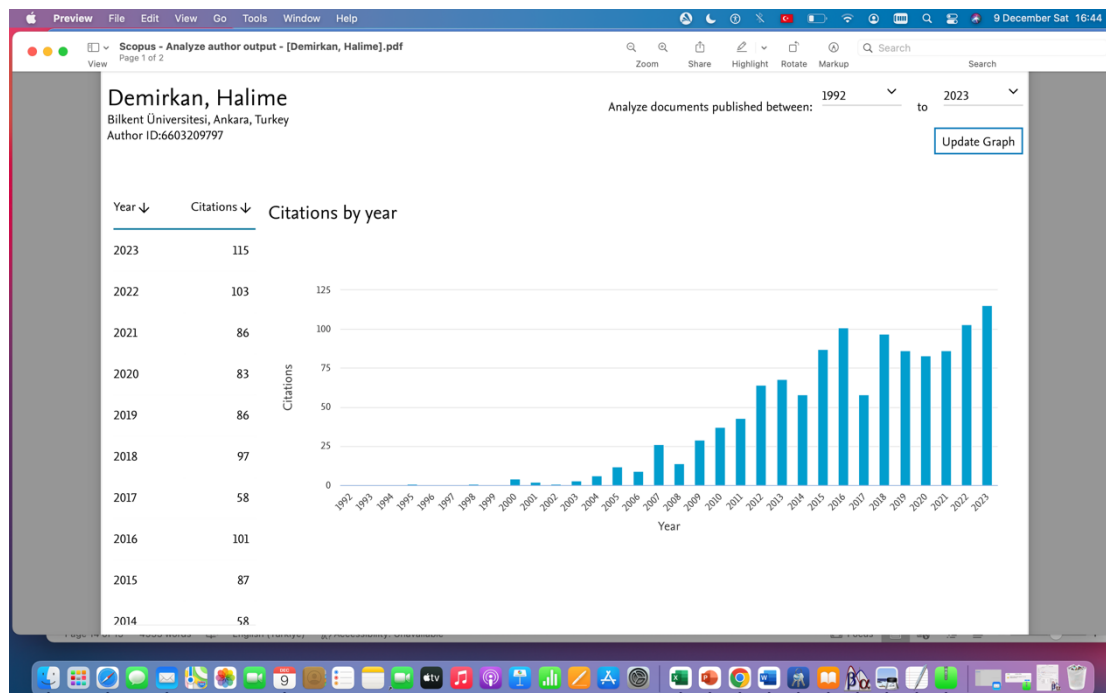 Preview File Edit View Go Tools Window Help 9 December Sat 16:44
Scopus - Analyze author output - [Demirkan, Halime].pdf
Page 1 of 2
View Zoom Share Highlight Rotate Markup Search
Search
Demirkan, Halime
Bilkent Üniversitesi, Ankara, Turkey
Author ID:6603209797
Analyze documents published between: 1992 to 2023
Update Graph
Year Citations
Citations by year
2023 115
2022 103
2021 86
2020 83
2019 86
2018 97
2017 58
2016 101
2015 87
2014 58
125
100
75
50
25
0
Citations
1992 1993 1994 1995 1996 1997 1998 1999 2000 2001 2002 2003 2004 2005 2006 2007 2008 2009 2010 2011 2012 2013 2014 2015 2016 2017 2018 2019 2020 2021 2022 2023
Year
DEC
9
tv